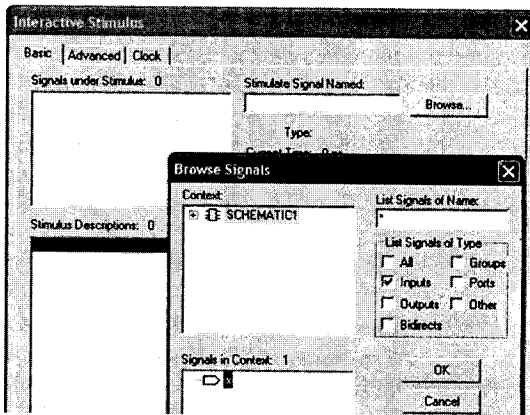 Interactive Stimulus
Basic Advanced Clock
Signals under Stimulus: 0
Stimulate Signal Named:
Browse...
Type:
Browse Signals
Context:
SCHEMATIC1
List Signals of Name:
*
List Signals of Type
All Groups
Inputs Ports
Outputs Other
Bidirects
Stimulus Descriptions: 0
Signals in Context: 1
x
OK
Cancel